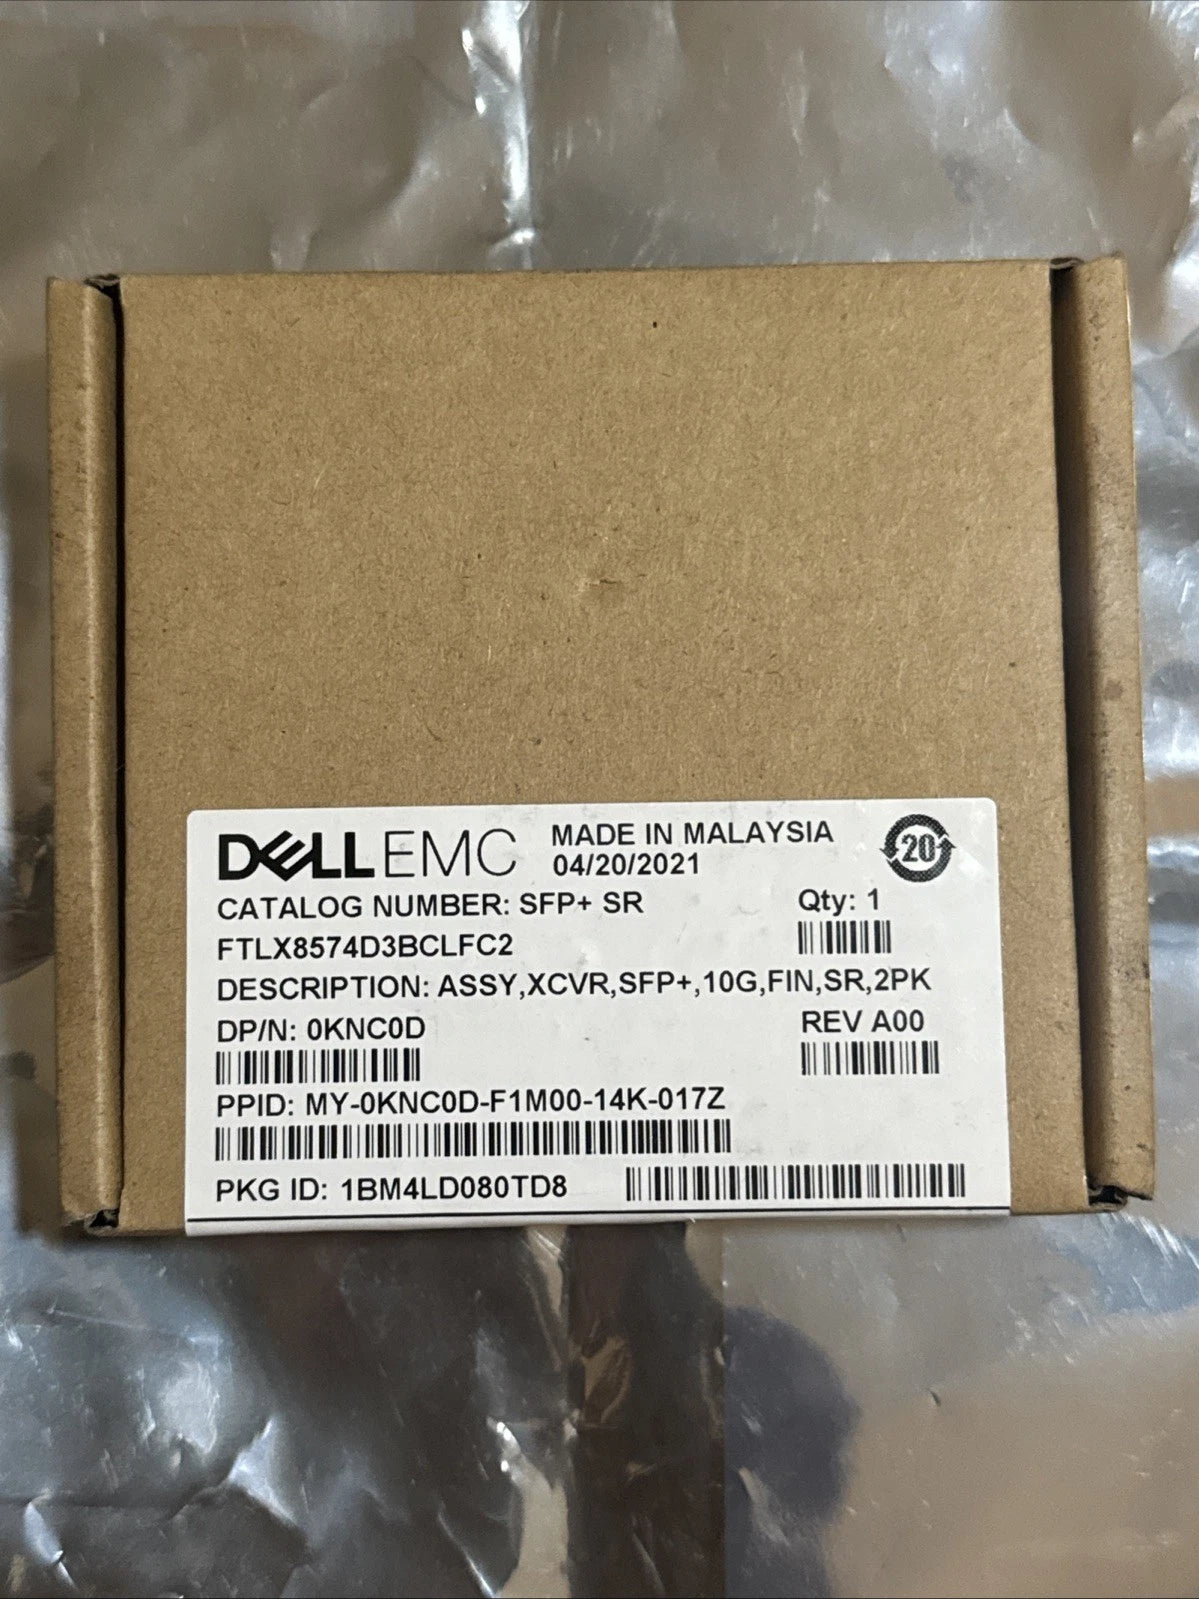 DELL EMC MADE IN MALAYSIA
04/20/2021
20
CATALOG NUMBER: SFP+ SR
Qty: 1
FTLX8574D3BCLFC2
DESCRIPTION: ASSY,XCVR,SFP+,10G,FIN,SR,2PK
DP/N: 0KNC0D
REV A00
PPID: MY-0KNC0D-F1M00-14K-017Z
PKG ID: 1BM4LD080TD8